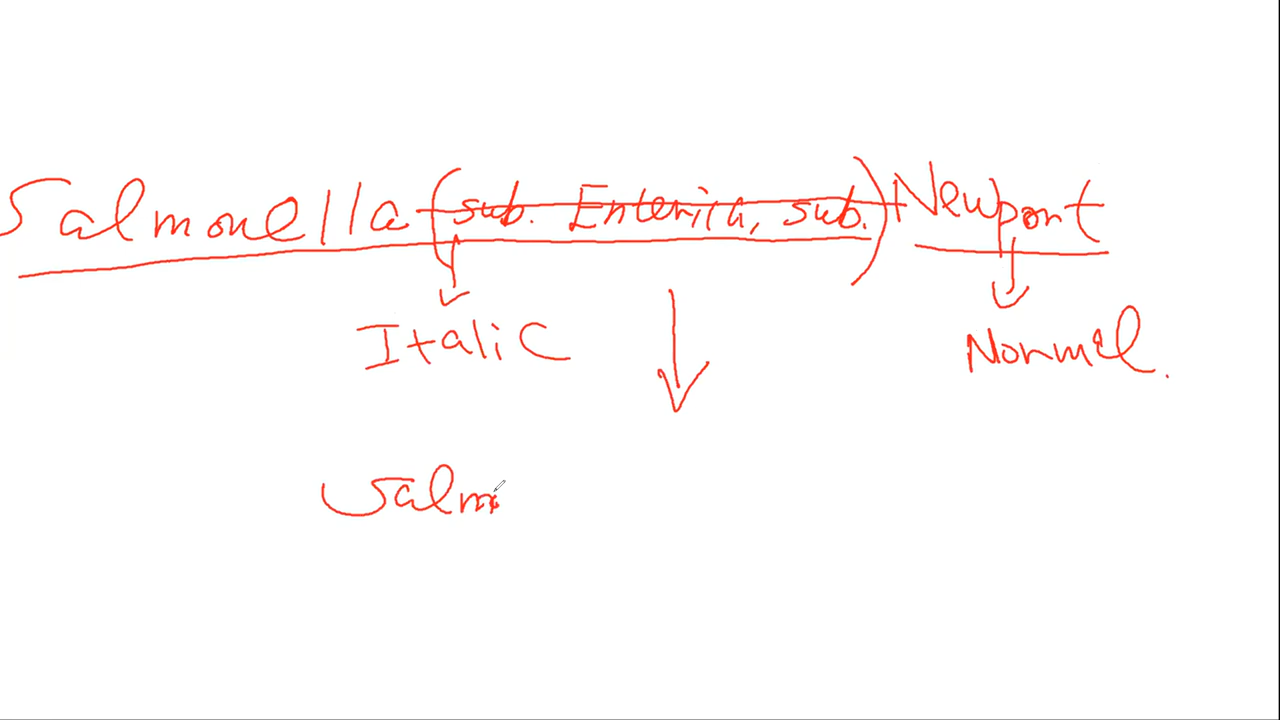 Salmonella (sub. Enterica, sub.) Newport
Italic
Normal.
Salm